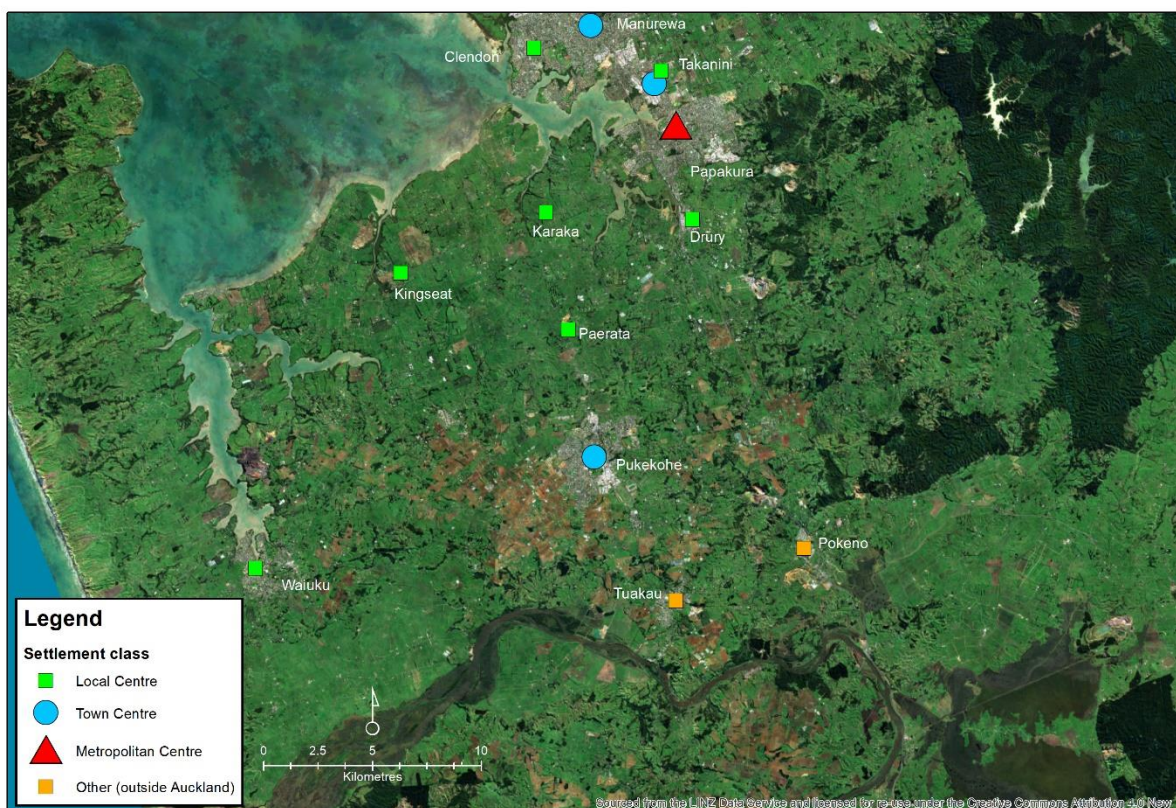 Manurewa
Clendon
Takanini
Papakura
Karaka
Drury
Kingseat
Paerata
Pukekohe
Pokeno
Tuakau
Waiuku
Legend
Settlement class
Local Centre
Town Centre
Metropolitan Centre
Other (outside Auckland)
0 2.5 5 10
Kilometres
Sourced from the LINZ Data Service and licensed for re-use under the Creative Commons Attribution 4.0 New